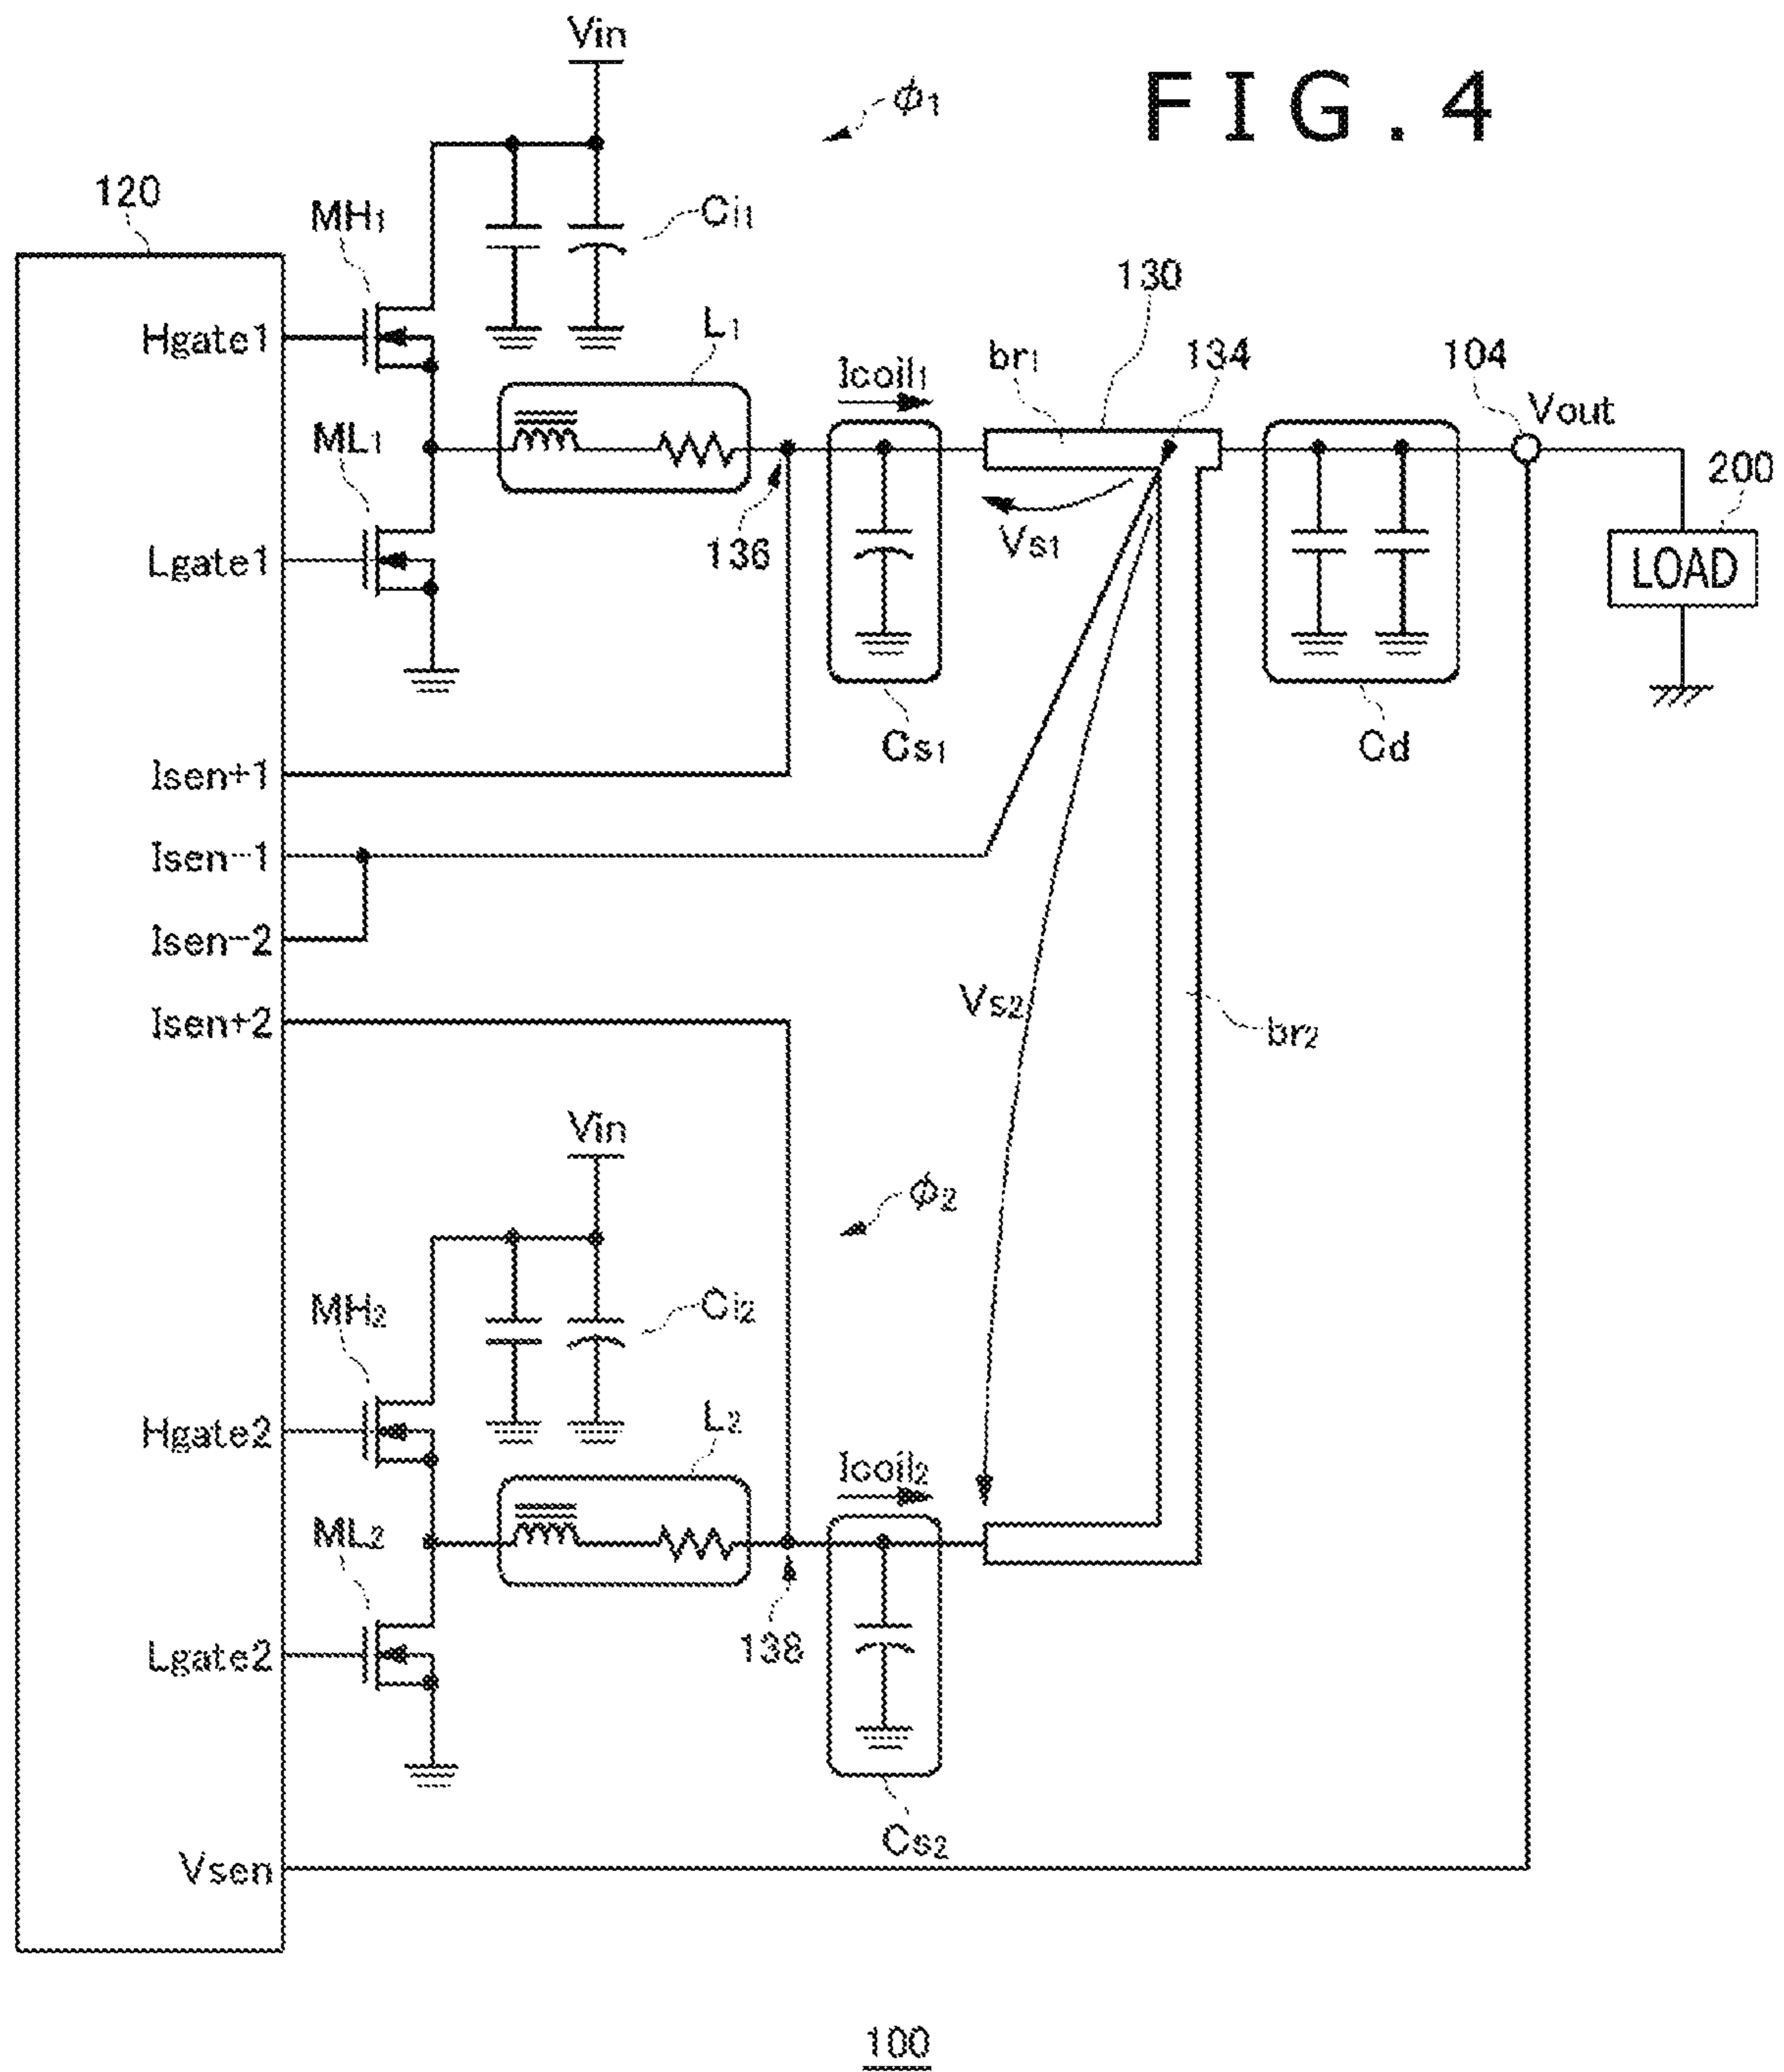 Vin
FIG.4
ϕ1
120
MH1
Ci1
130
Hgate1
L1
Icoil1
br1
134
104
Vout
ML1
200
136
Vs1
Lgate1
LOAD
Cs1
Cd
Isen+1
Isen-1
Isen-2
Vs2
Isen+2
br2
Vin
ϕ2
MH2
Ci2
Hgate2
L2
Icoil2
ML2
138
Lgate2
Cs2
Vsen
100